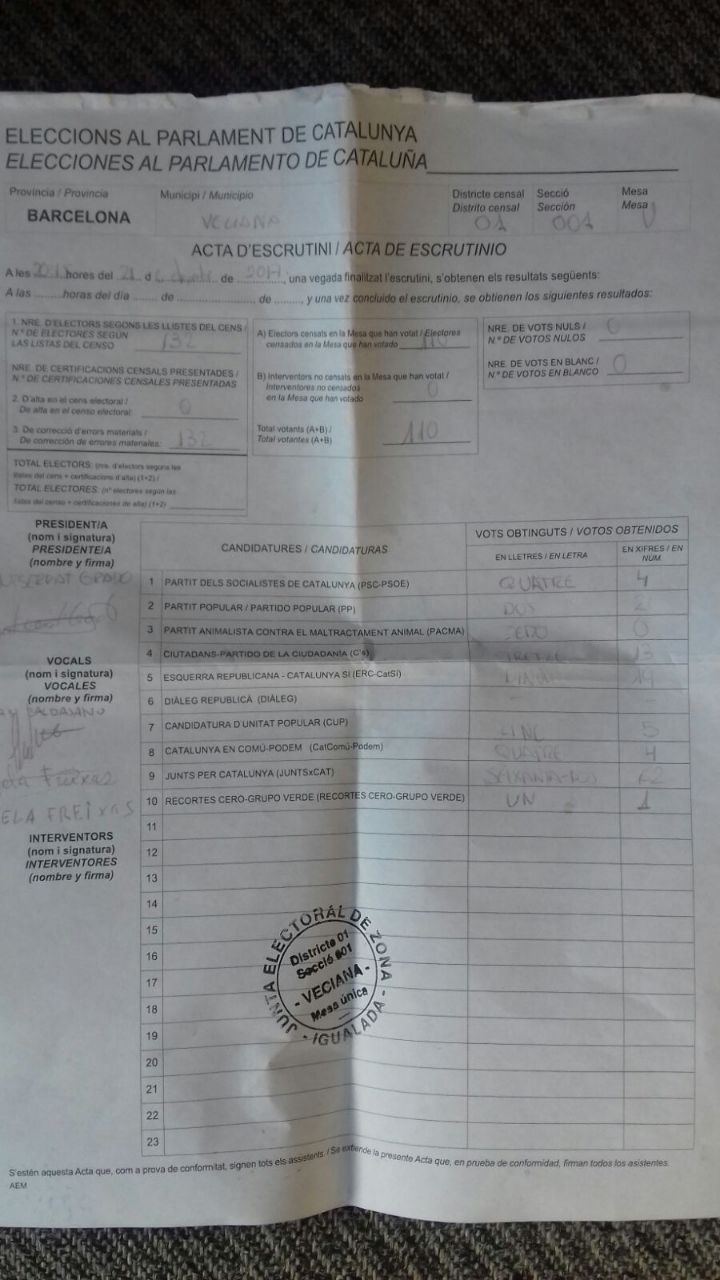 ELECCIONS AL PARLAMENT DE CATALUNYA
ELECCIONES AL PARLAMENTO DE CATALUÑA
Província / Provincia Municipi / Municipio Districte censal Secció Mesa
Distrito censal Sección Mesa
BARCELONA VECIANA 01 001 U
ACTA D'ESCRUTINI / ACTA DE ESCRUTINIO
A les hores del 21 d de 2017, una vegada finalitzat l'escrutini, s'obtenen els resultats següents:
A las ........ horas del día ...... de .................... de ......., y una vez concluido el escrutinio, se obtienen los siguientes resultados:
1. NRE. D'ELECTORS SEGONS LES LLISTES DEL CENS /
N.º DE ELECTORES SEGÚN
LAS LISTAS DEL CENSO 132
NRE. DE CERTIFICACIONS CENSALS PRESENTADES /
N.º DE CERTIFICACIONES CENSALES PRESENTADAS
2. D'alta en el cens electoral /
De alta en el censo electoral: 0
3. De correcció d'errors materials /
De corrección de errores materiales: 132
TOTAL ELECTORS: (nre. d'electors segons les
llistes del cens + certificacions d'alta) (1+2) /
TOTAL ELECTORES: (nº electores según las
listas del censo + certificaciones de alta) (1+2)
A) Electors censats en la Mesa que han votat / Electores
censados en la Mesa que han votado 110
B) Interventors no censats en la Mesa que han votat /
Interventores no censados
en la Mesa que han votado 0
Total votants (A+B) /
Total votantes (A+B) 110
NRE. DE VOTS NULS /
N.º DE VOTOS NULOS 0
NRE. DE VOTS EN BLANC /
N.º DE VOTOS EN BLANCO 0
PRESIDENT/A
(nom i signatura)
PRESIDENTE/A
(nombre y firma)
VOCALS
(nom i signatura)
VOCALES
(nombre y firma)
Freixas
ELA FREIXAS
INTERVENTORS
(nom i signatura)
INTERVENTORES
(nombre y firma)
CANDIDATURES / CANDIDATURAS VOTS OBTINGUTS / VOTOS OBTENIDOS
EN LLETRES / EN LETRA EN XIFRES / EN NÚM.
1 PARTIT DELS SOCIALISTES DE CATALUNYA (PSC-PSOE) QUATRE 4
2 PARTIT POPULAR / PARTIDO POPULAR (PP) DOS 2
3 PARTIT ANIMALISTA CONTRA EL MALTRACTAMENT ANIMAL (PACMA) ZERO 0
4 CIUTADANS-PARTIDO DE LA CIUDADANÍA (C's) TRETZE 13
5 ESQUERRA REPUBLICANA - CATALUNYA SÍ (ERC-CatSí) 19
6 DIÀLEG REPUBLICÀ (DIÀLEG)
7 CANDIDATURA D'UNITAT POPULAR (CUP) CINC 5
8 CATALUNYA EN COMÚ-PODEM (CatComú-Podem) QUATRE 4
9 JUNTS PER CATALUNYA (JUNTSxCAT) SEIXANTA-DOS 62
10 RECORTES CERO-GRUPO VERDE (RECORTES CERO-GRUPO VERDE) UN 1
11
12
13
14
15
16
17
18
19
20
21
22
23
JUNTA ELECTORAL DE ZONA
Districte 01
Secció 001
- VECIANA -
Mesa única
- IGUALADA -
S'estén aquesta Acta que, com a prova de conformitat, signen tots els assistents. / Se extiende la presente Acta que, en prueba de conformidad, firman todos los asistentes.
AEM